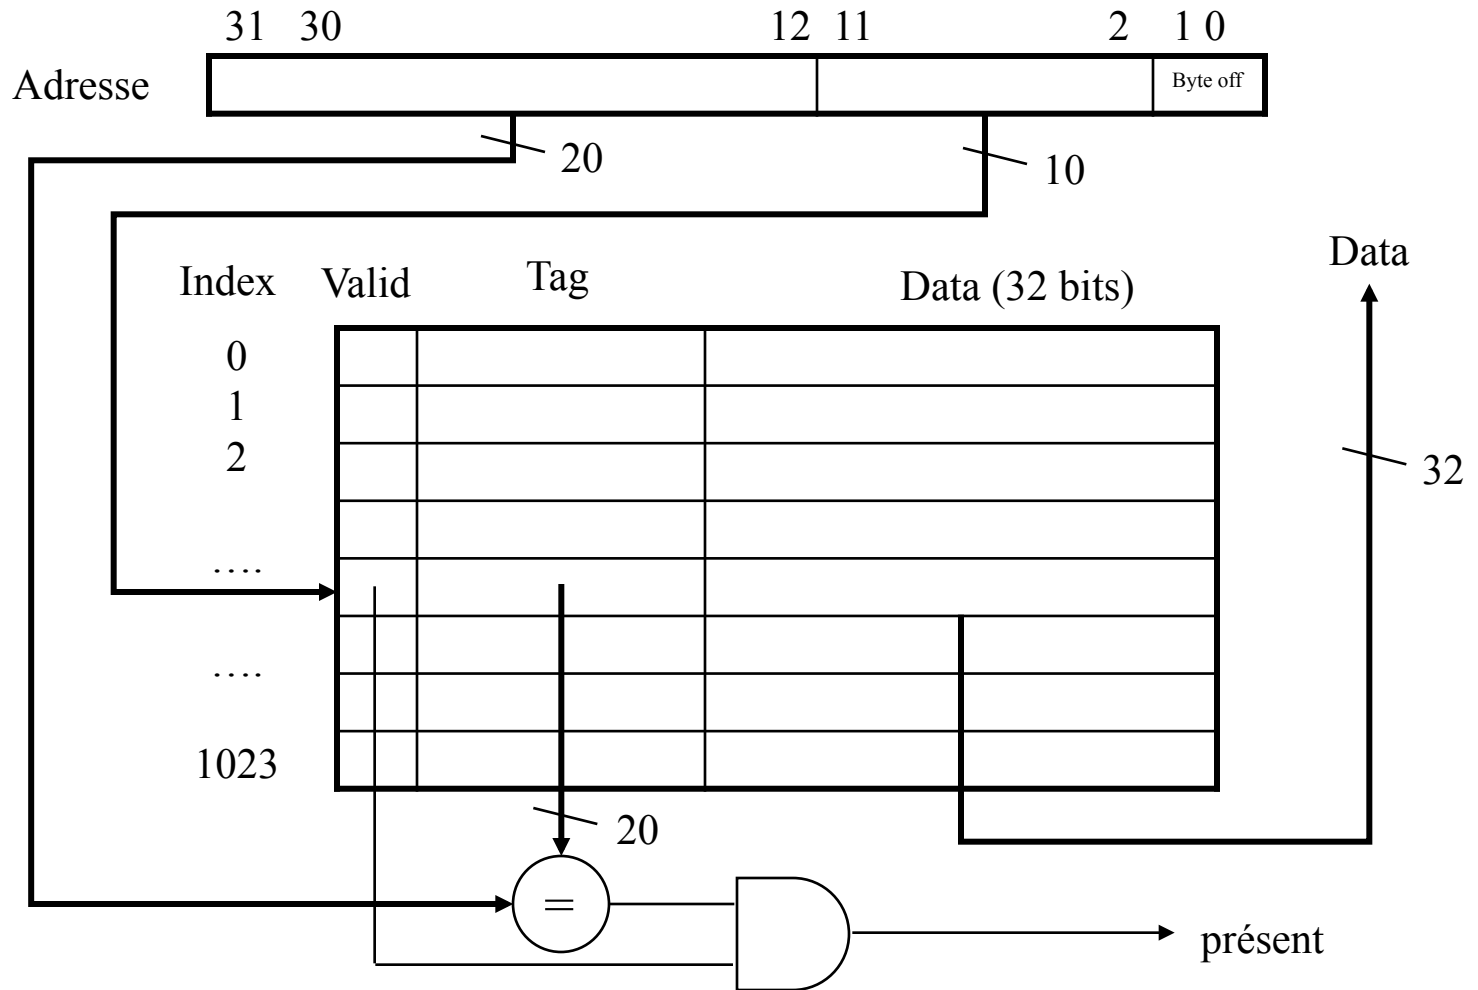 31 30 12 11 2 1 0
Adresse Byte off
20
10
Data
Index Valid Tag Data (32 bits)
0
1
2
32
....
....
1023
20
=
présent